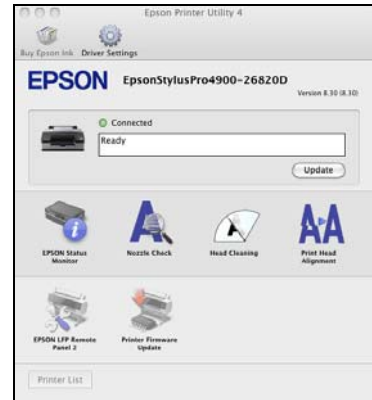 Epson Printer Utility 4
Buy Epson Ink Driver Settings
EPSON EpsonStylusPro4900-26820D
Version 8.30 (8.30)
Connected
Ready
Update
EPSON Status
Monitor
Nozzle Check
Head Cleaning
Print Head
Alignment
EPSON LFP Remote
Panel 2
Printer Firmware
Update
Printer List